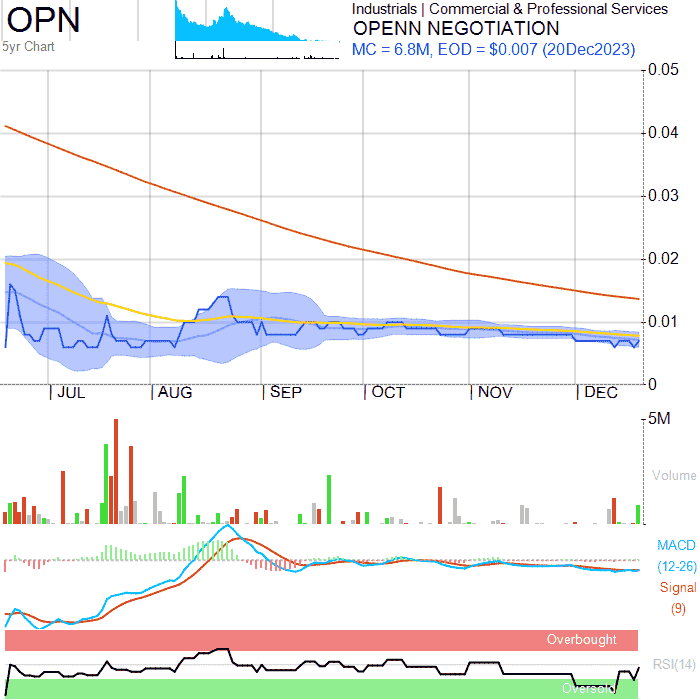 OPN
5yr Chart
Industrials | Commercial & Professional Services
OPENN NEGOTIATION
MC = 6.8M, EOD = $0.007 (20Dec2023)
0.05
0.04
0.03
0.02
0.01
0
JUL AUG SEP OCT NOV DEC
5M
Volume
MACD
(12-26)
Signal
(9)
Overbought
RSI(14)
Oversold